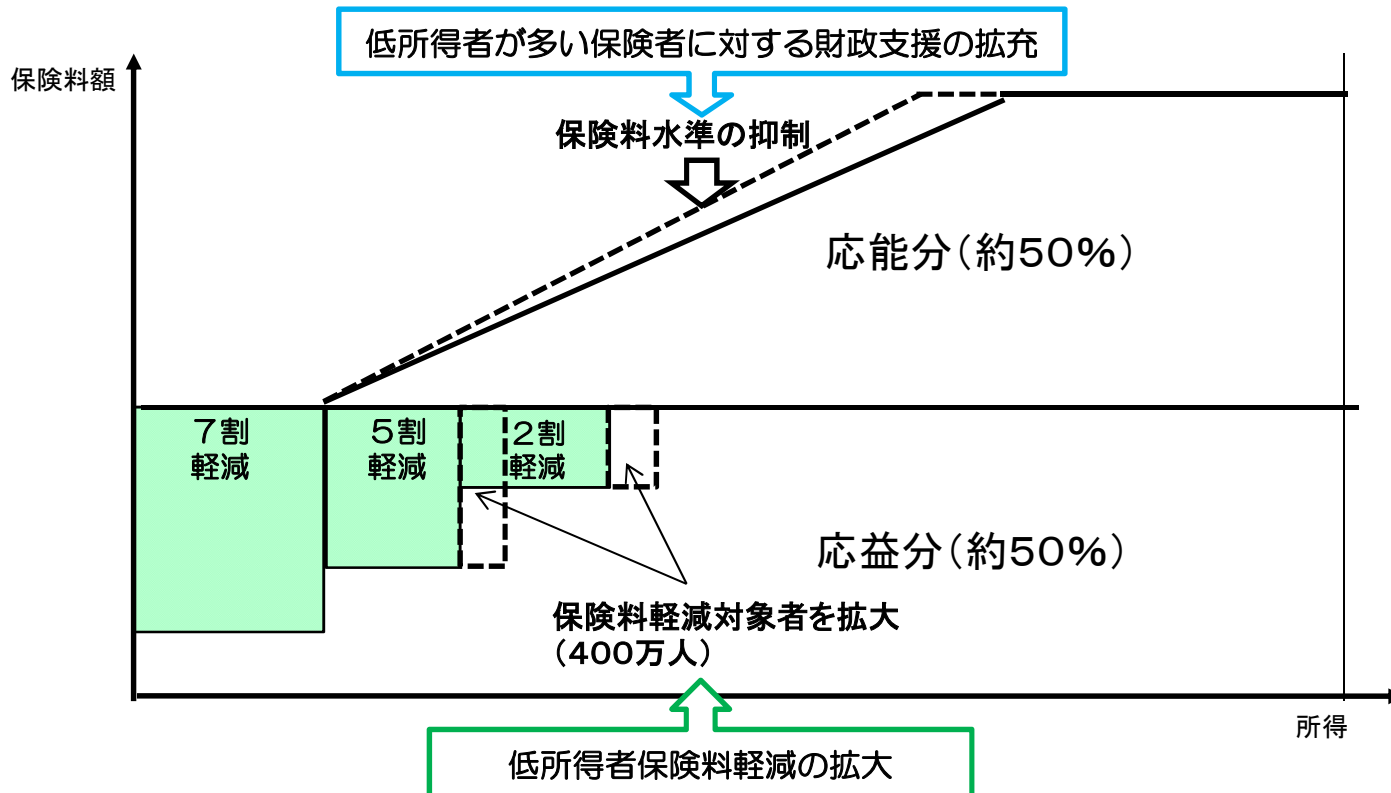 低所得者が多い保険者に対する財政支援の拡充
保険料額
保険料水準の抑制
応能分（約50％）
7割
軽減
5割
軽減
2割
軽減
応益分（約50％）
保険料軽減対象者を拡大
（400万人）
所得
低所得者保険料軽減の拡大